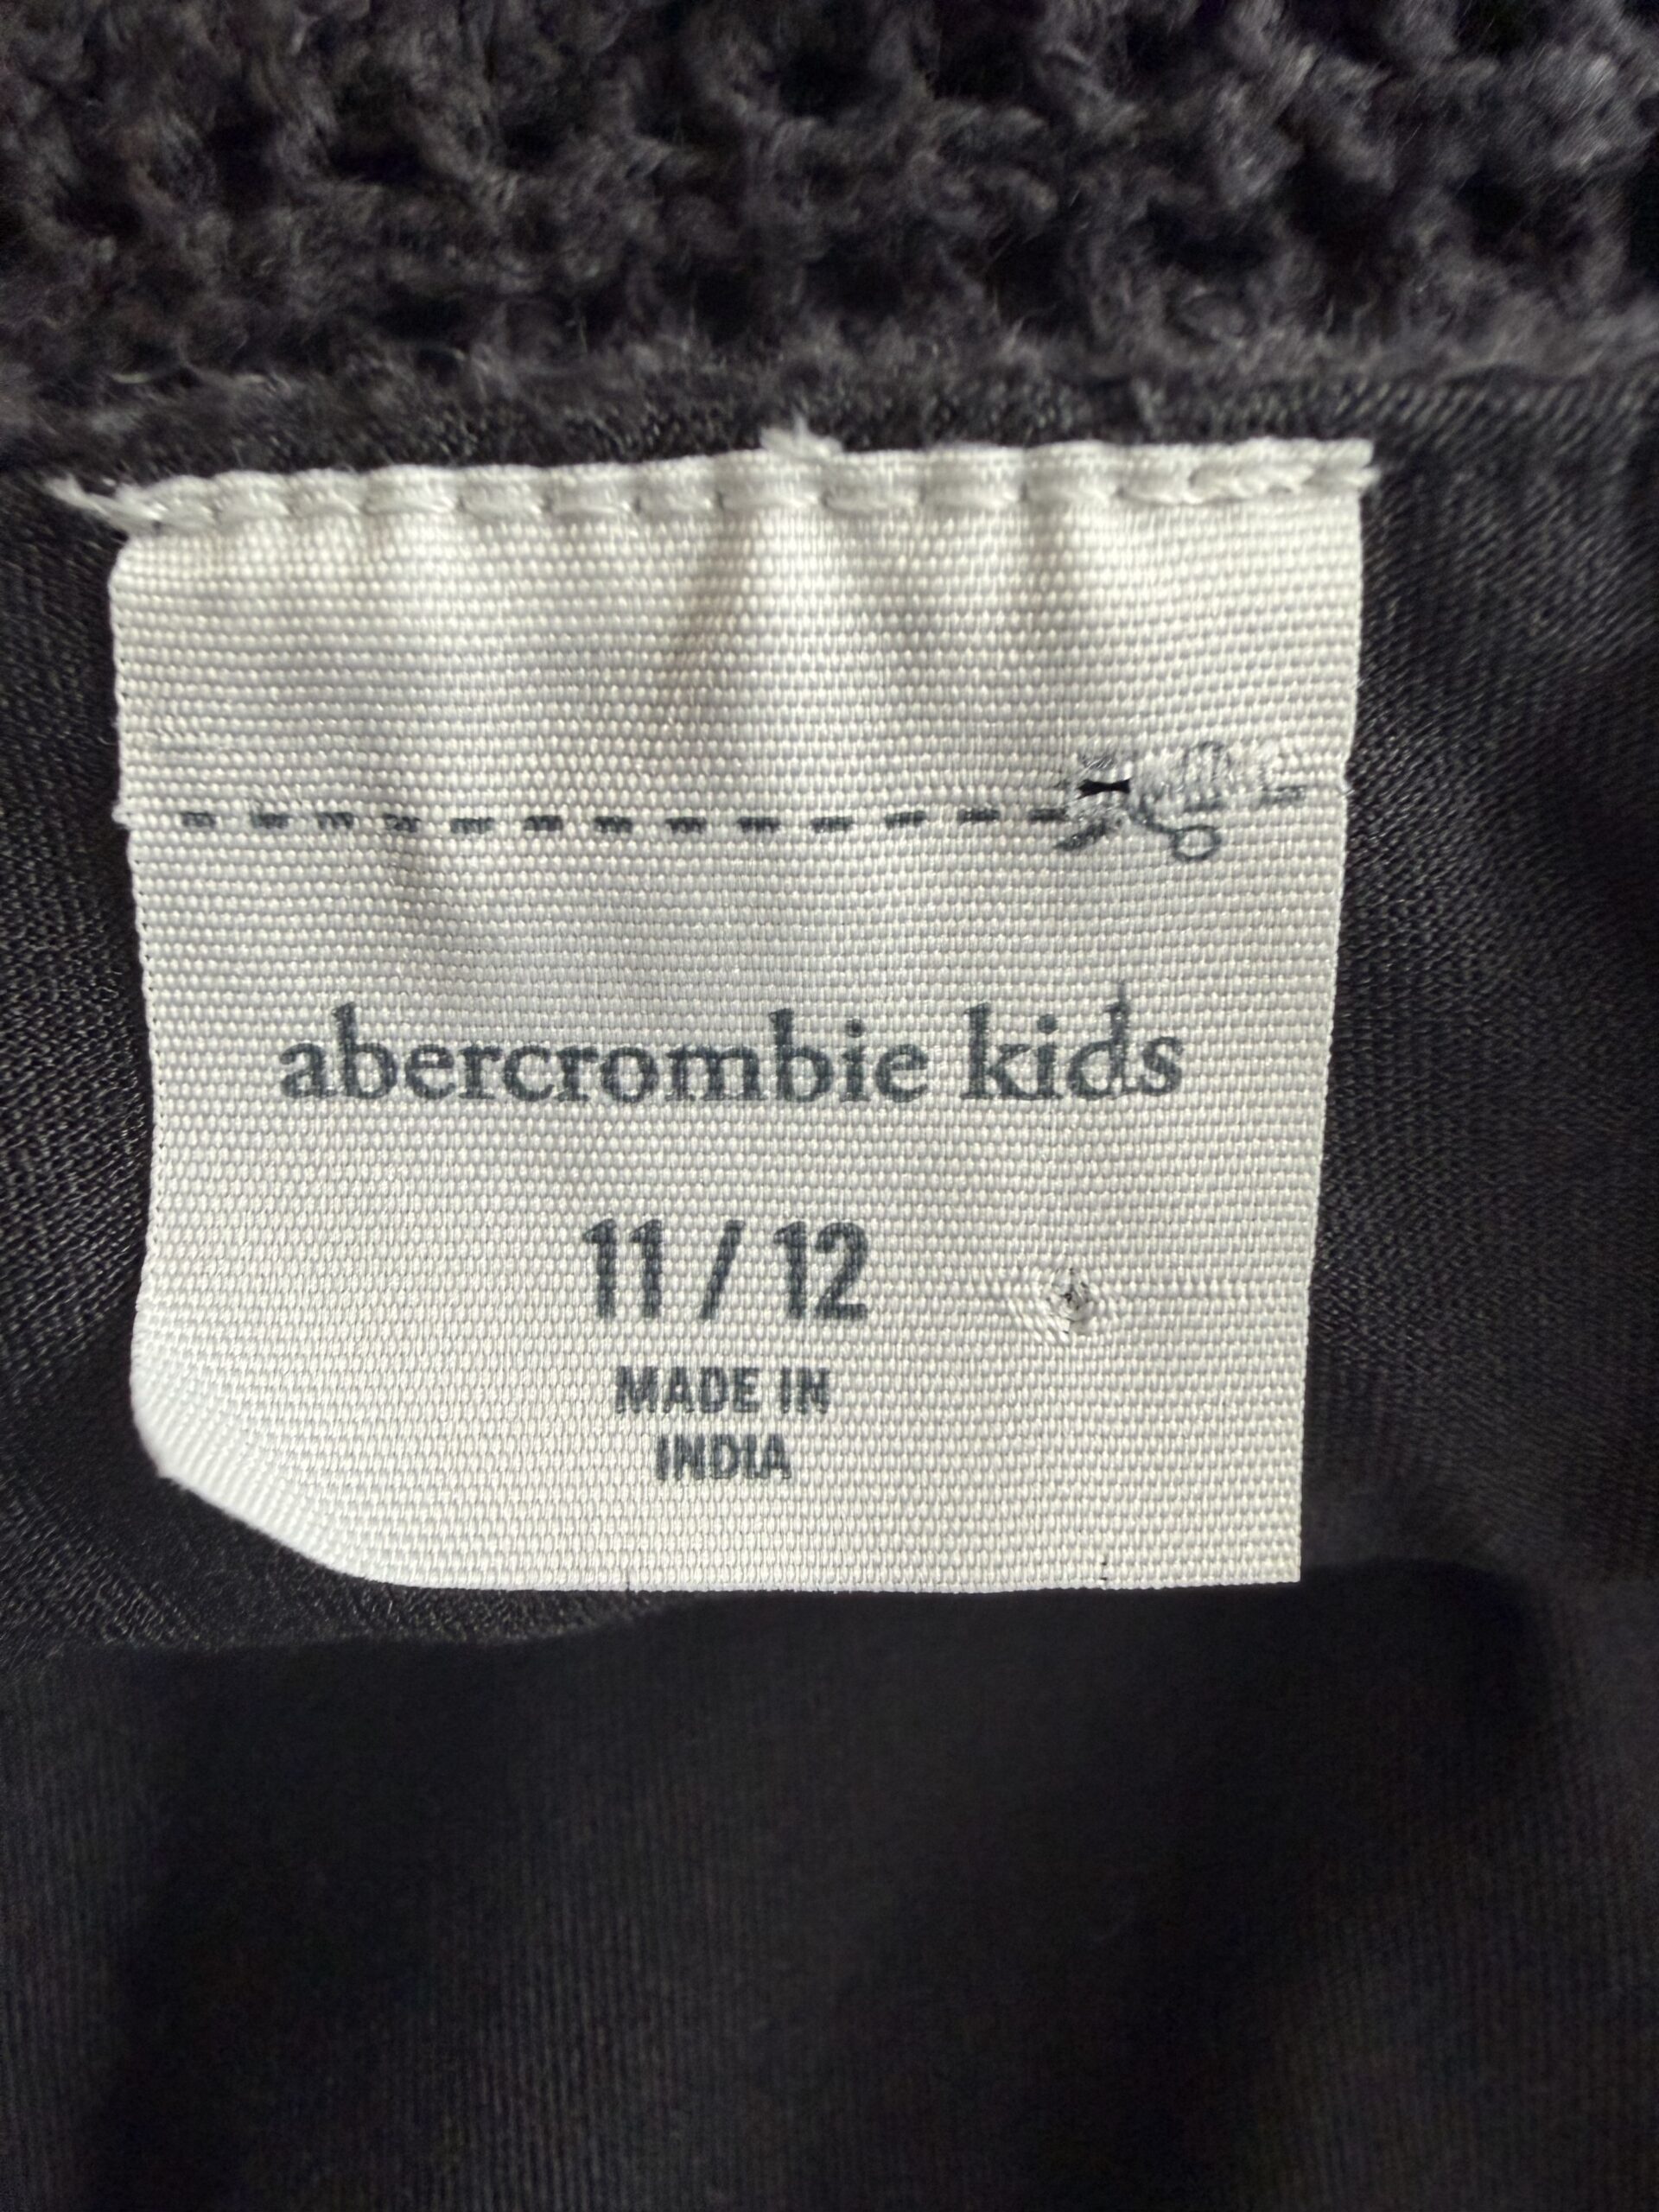 abercrombie kids
11 / 12
MADE IN
INDIA